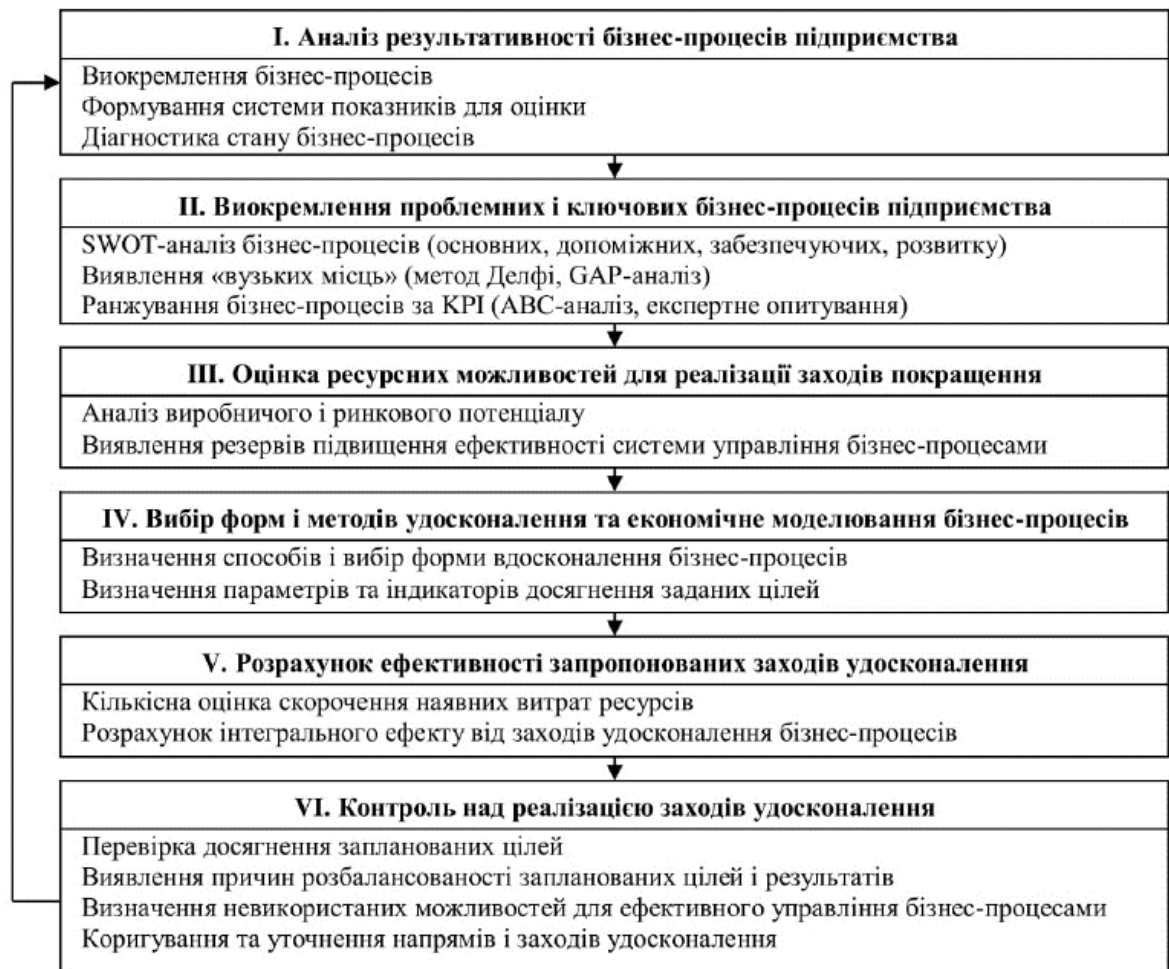 I. Аналіз результативності бізнес-процесів підприємства
Виокремлення бізнес-процесів
Формування системи показників для оцінки
Діагностика стану бізнес-процесів
II. Виокремлення проблемних і ключових бізнес-процесів підприємства
SWOT-аналіз бізнес-процесів (основних, допоміжних, забезпечуючих, розвитку)
Виявлення «вузьких місць» (метод Делфі, GAP-аналіз)
Ранжування бізнес-процесів за KPI (АВС-аналіз, експертне опитування)
III. Оцінка ресурсних можливостей для реалізації заходів покращення
Аналіз виробничого і ринкового потенціалу
Виявлення резервів підвищення ефективності системи управління бізнес-процесами
IV. Вибір форм і методів удосконалення та економічне моделювання бізнес-процесів
Визначення способів і вибір форми вдосконалення бізнес-процесів
Визначення параметрів та індикаторів досягнення заданих цілей
V. Розрахунок ефективності запропонованих заходів удосконалення
Кількісна оцінка скорочення наявних витрат ресурсів
Розрахунок інтегрального ефекту від заходів удосконалення бізнес-процесів
VI. Контроль над реалізацією заходів удосконалення
Перевірка досягнення запланованих цілей
Виявлення причин розбалансованості запланованих цілей і результатів
Визначення невикористаних можливостей для ефективного управління бізнес-процесами
Коригування та уточнення напрямів і заходів удосконалення